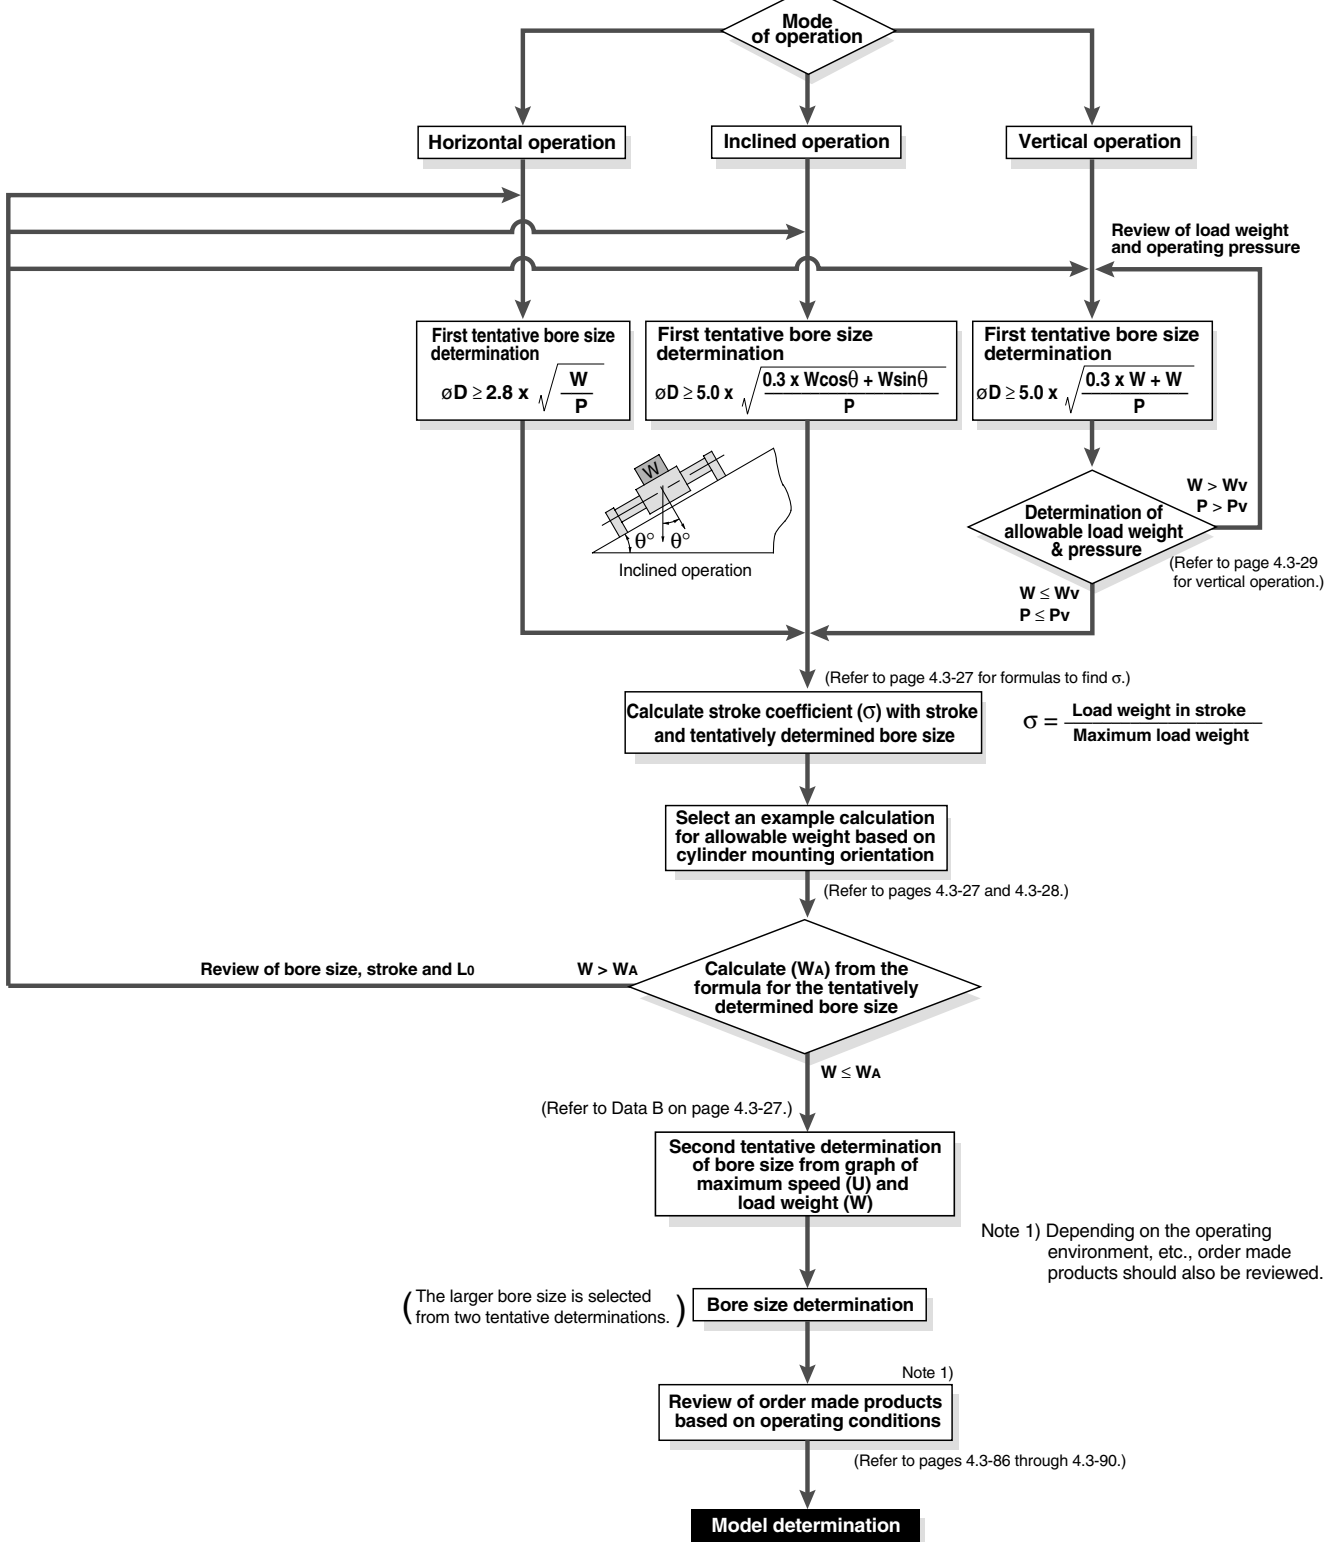 Mode
of operation
Horizontal operation
Inclined operation
Vertical operation
Review of load weight
and operating pressure
First tentative bore size
determination
øD ≥ 2.8 x √ W
P
First tentative bore size
determination
øD ≥ 5.0 x √ 0.3 x Wcosθ + Wsinθ
P
First tentative bore size
determination
øD ≥ 5.0 x √ 0.3 x W + W
P
W
θ° θ°
Inclined operation
W > Wv
P > Pv
Determination of
allowable load weight
& pressure
(Refer to page 4.3-29
for vertical operation.)
W ≤ Wv
P ≤ Pv
(Refer to page 4.3-27 for formulas to find σ.)
Calculate stroke coefficient (σ) with stroke
and tentatively determined bore size
σ = Load weight in stroke
Maximum load weight
Select an example calculation
for allowable weight based on
cylinder mounting orientation
(Refer to pages 4.3-27 and 4.3-28.)
Review of bore size, stroke and L0
W > WA
Calculate (WA) from the
formula for the tentatively
determined bore size
W ≤ WA
(Refer to Data B on page 4.3-27.)
Second tentative determination
of bore size from graph of
maximum speed (U) and
load weight (W)
Note 1) Depending on the operating
environment, etc., order made
products should also be reviewed.
(The larger bore size is selected
from two tentative determinations.)
Bore size determination
Note 1)
Review of order made products
based on operating conditions
(Refer to pages 4.3-86 through 4.3-90.)
Model determination